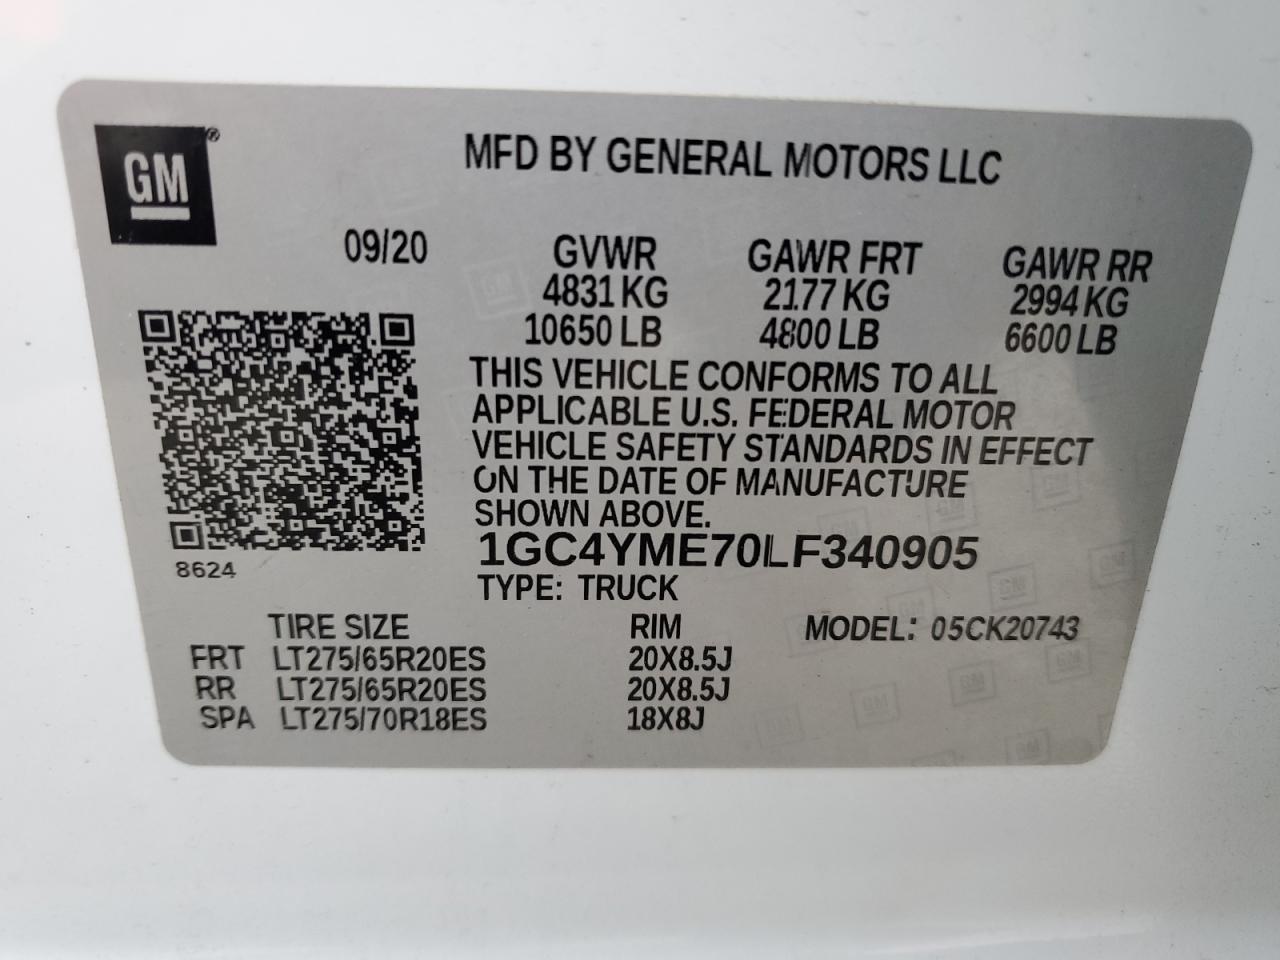 GM®
MFD BY GENERAL MOTORS LLC
09/20
GVWR GAWR FRT GAWR RR
4831 KG 2177 KG 2994 KG
10650 LB 4800 LB 6600 LB
THIS VEHICLE CONFORMS TO ALL
APPLICABLE U.S. FEDERAL MOTOR
VEHICLE SAFETY STANDARDS IN EFFECT
ON THE DATE OF MANUFACTURE
SHOWN ABOVE.
1GC4YME70LF340905
8624
TYPE: TRUCK
TIRE SIZE RIM MODEL: 05CK20743
FRT LT275/65R20ES 20X8.5J
RR LT275/65R20ES 20X8.5J
SPA LT275/70R18ES 18X8J